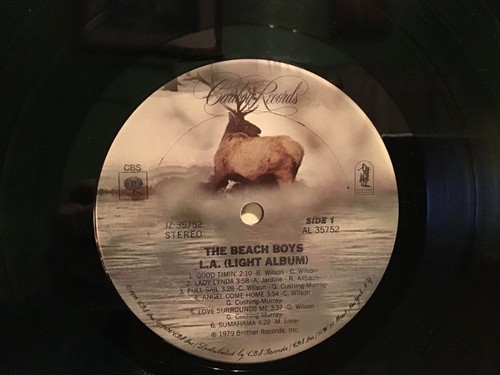 Caribou Records
CBS
JZ 35752
STEREO
SIDE 1
AL 35752
THE BEACH BOYS
L.A. (LIGHT ALBUM)
1. GOOD TIMIN' 2:10 -B. Wilson - C. Wilson-
2. LADY LYNDA 3:58 -A. Jardine - R. Altbach-
3. FULL SAIL 3:28 -C. Wilson - G. Cushing-Murray-
4. ANGEL COME HOME 3:54 -C. Wilson -
G. Cushing-Murray-
5. LOVE SURROUNDS ME 3:37 -D. Wilson -
G. Cushing-Murray-
6. SUMAHAMA 4:28 -M. Love-
℗ 1979 Brother Records, Inc.
Distributed by CBS Records / CBS Inc.